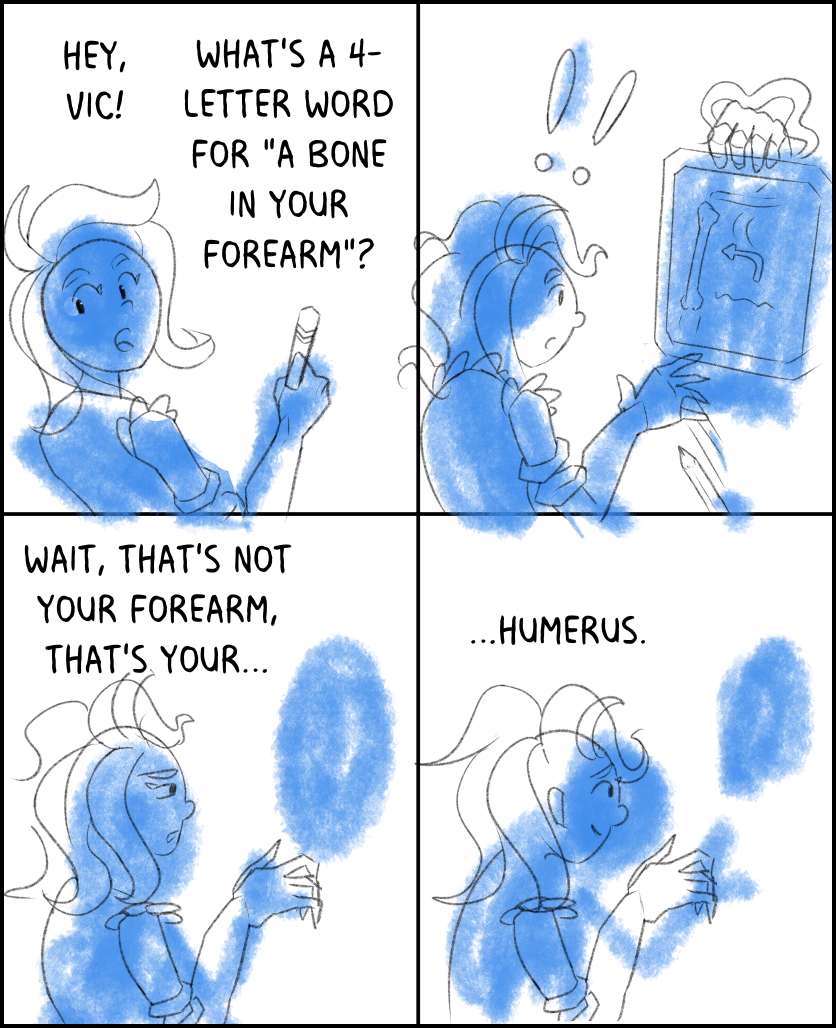 HEY,
VIC!
WHAT'S A 4-
LETTER WORD
FOR "A BONE
IN YOUR
FOREARM"?
WAIT, THAT'S NOT
YOUR FOREARM,
THAT'S YOUR...
...HUMERUS.